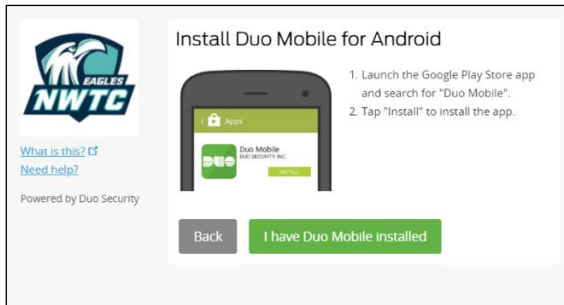 EAGLES
NWTC
What is this?
Need help?
Powered by Duo Security
Install Duo Mobile for Android
Apps
Duo Mobile
DUO SECURITY INC.
DUO
INSTALL
1. Launch the Google Play Store app
and search for "Duo Mobile".
2. Tap "Install" to install the app.
Back
I have Duo Mobile installed